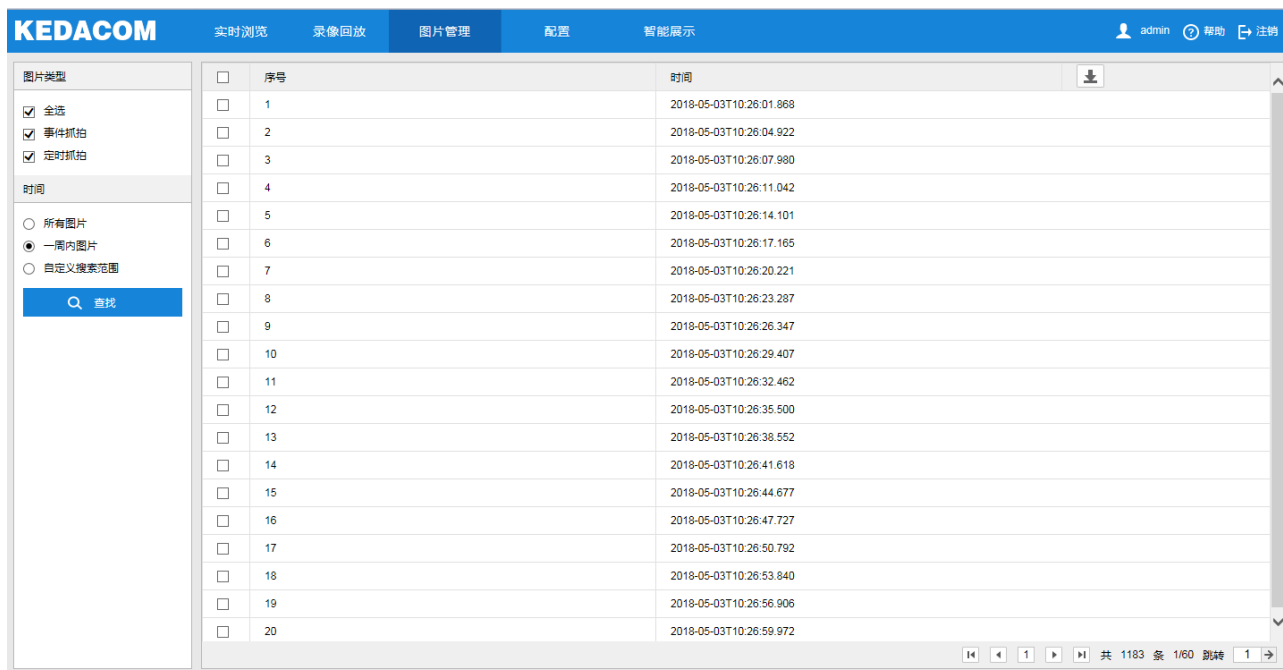 KEDACOM 实时浏览 录像回放 图片管理 配置 智能展示 admin 帮助 注销
图片类型
全选
事件抓拍
定时抓拍
时间
所有图片
一周内图片
自定义搜索范围
查找
序号 时间
1 2018-05-03T10:26:01.868
2 2018-05-03T10:26:04.922
3 2018-05-03T10:26:07.980
4 2018-05-03T10:26:11.042
5 2018-05-03T10:26:14.101
6 2018-05-03T10:26:17.165
7 2018-05-03T10:26:20.221
8 2018-05-03T10:26:23.287
9 2018-05-03T10:26:26.347
10 2018-05-03T10:26:29.407
11 2018-05-03T10:26:32.462
12 2018-05-03T10:26:35.500
13 2018-05-03T10:26:38.552
14 2018-05-03T10:26:41.618
15 2018-05-03T10:26:44.677
16 2018-05-03T10:26:47.727
17 2018-05-03T10:26:50.792
18 2018-05-03T10:26:53.840
19 2018-05-03T10:26:56.906
20 2018-05-03T10:26:59.972
1 共 1183 条 1/60 跳转 1